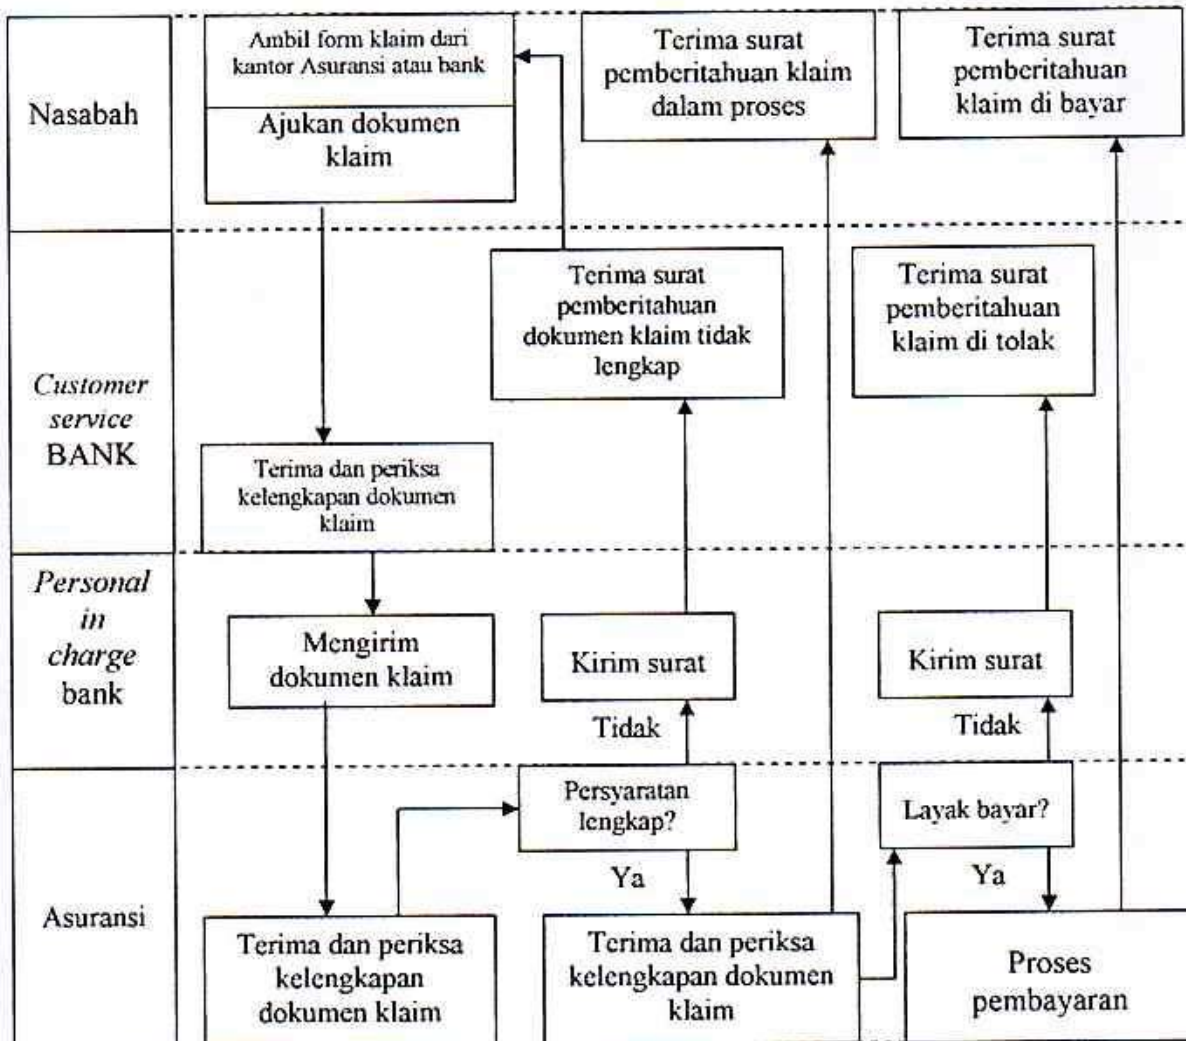 Nasabah
Ambil form klaim dari
kantor Asuransi atau bank
Ajukan dokumen
klaim
Terima surat
pemberitahuan klaim
dalam proses
Terima surat
pemberitahuan
klaim di bayar
Customer
service
BANK
Terima surat
pemberitahuan
dokumen klaim tidak
lengkap
Terima surat
pemberitahuan
klaim di tolak
Terima dan periksa
kelengkapan dokumen
klaim
Personal
in
charge
bank
Mengirim
dokumen klaim
Kirim surat
Kirim surat
Tidak
Tidak
Asuransi
Persyaratan
lengkap?
Layak bayar?
Ya
Ya
Terima dan periksa
kelengkapan
dokumen klaim
Terima dan periksa
kelengkapan dokumen
klaim
Proses
pembayaran